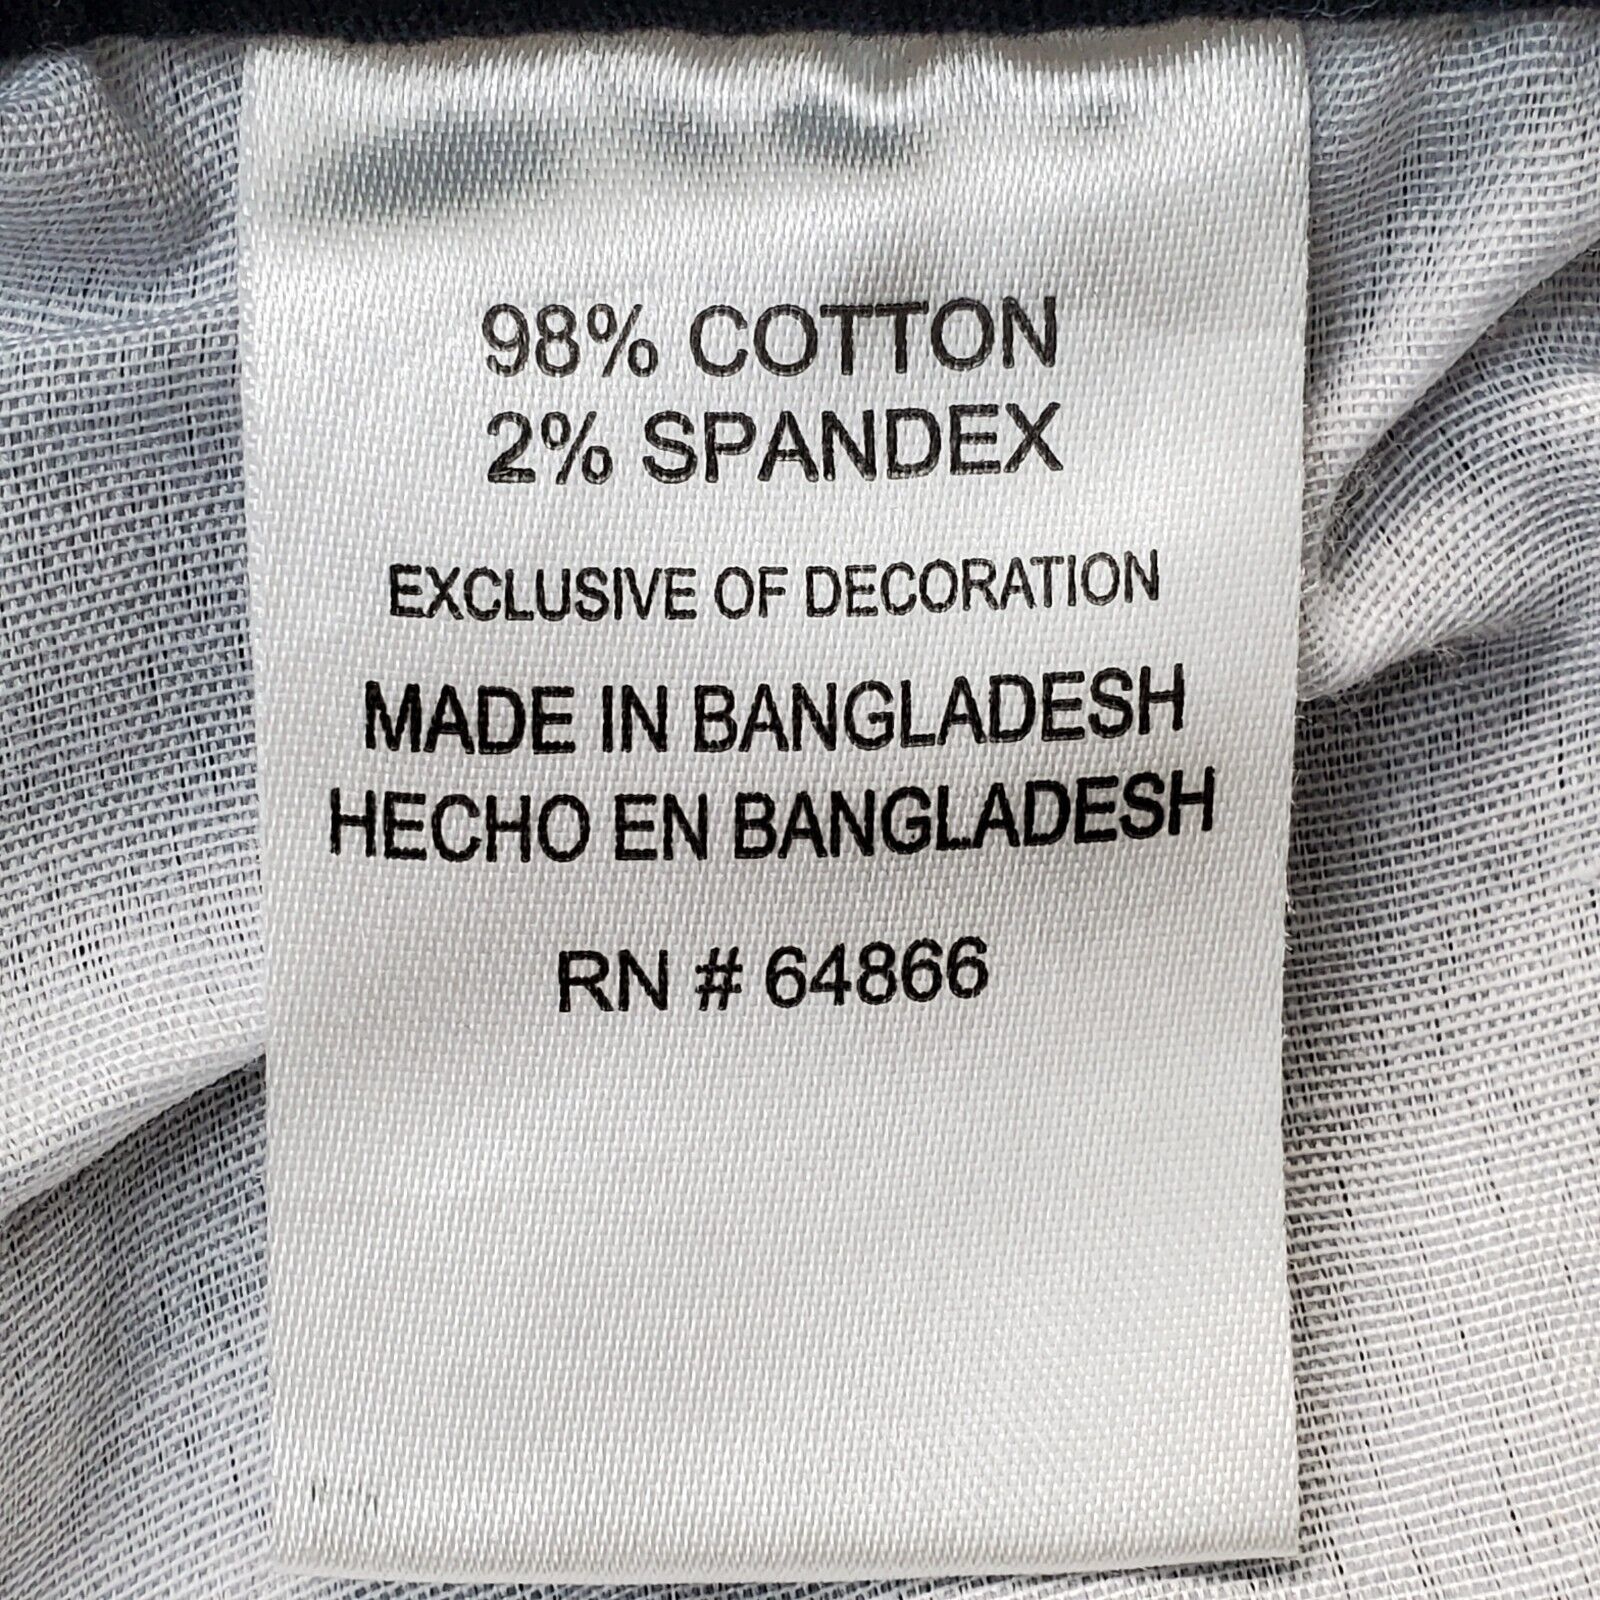 98% COTTON
2% SPANDEX
EXCLUSIVE OF DECORATION
MADE IN BANGLADESH
HECHO EN BANGLADESH
RN # 64866